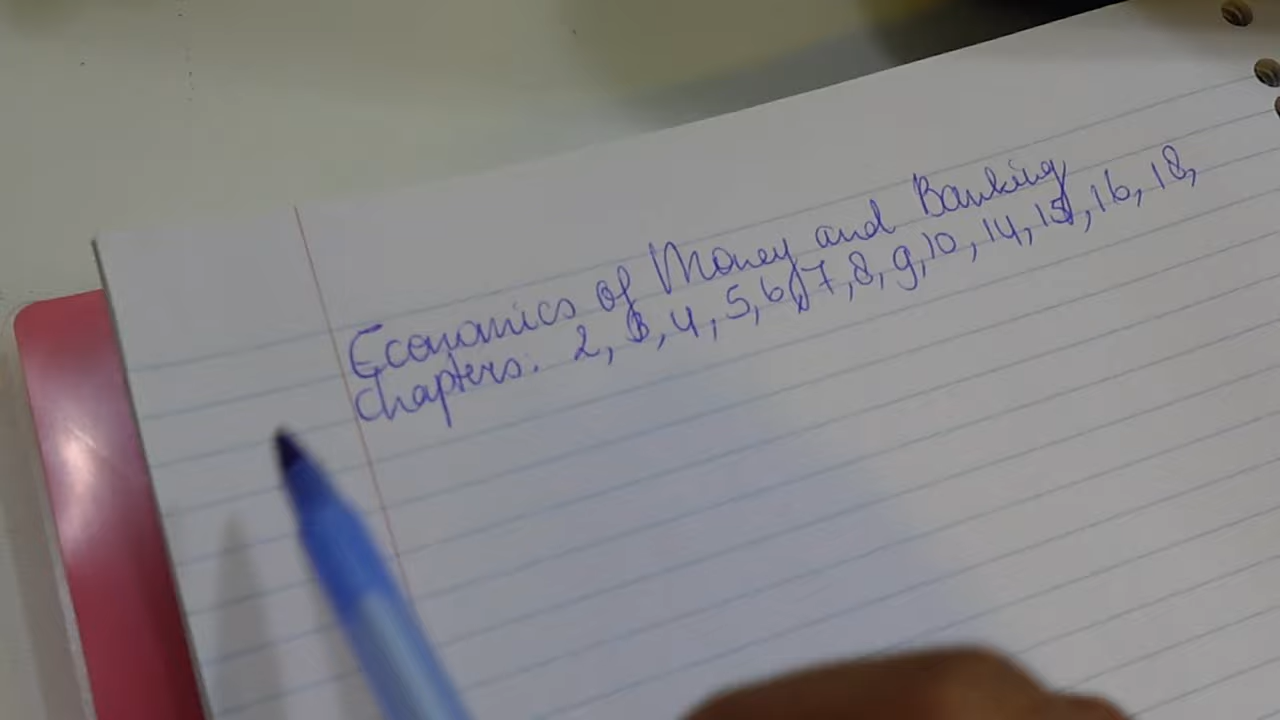 Economics of Money and Banking
Chapters: 2, 3, 4, 5, 6, 7, 8, 9, 10, 14, 15, 16, 18,